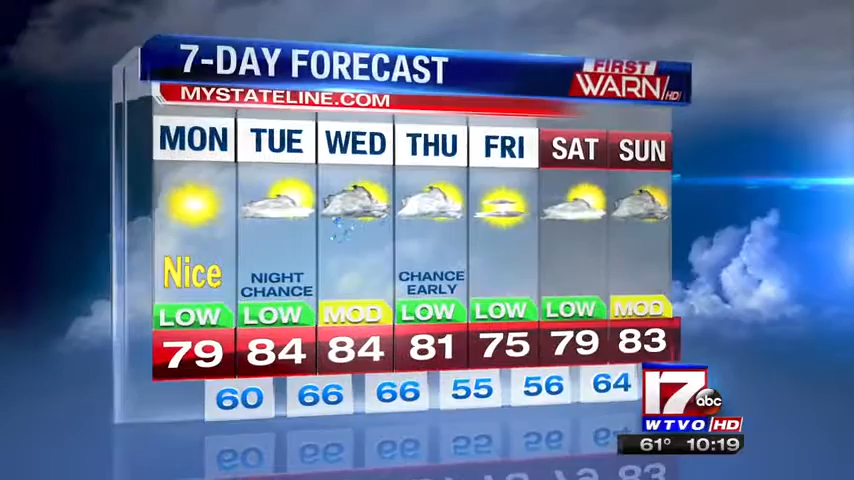 7-DAY FORECAST
FIRST
WARN/HD
MYSTATELINE.COM
MON TUE WED THU FRI SAT SUN
Nice
NIGHT CHANCE
CHANCE EARLY
LOW LOW MOD LOW LOW LOW MOD
79 84 84 81 75 79 83
60 66 66 55 56 64
17 abc
WTVO/HD
61° 10:19